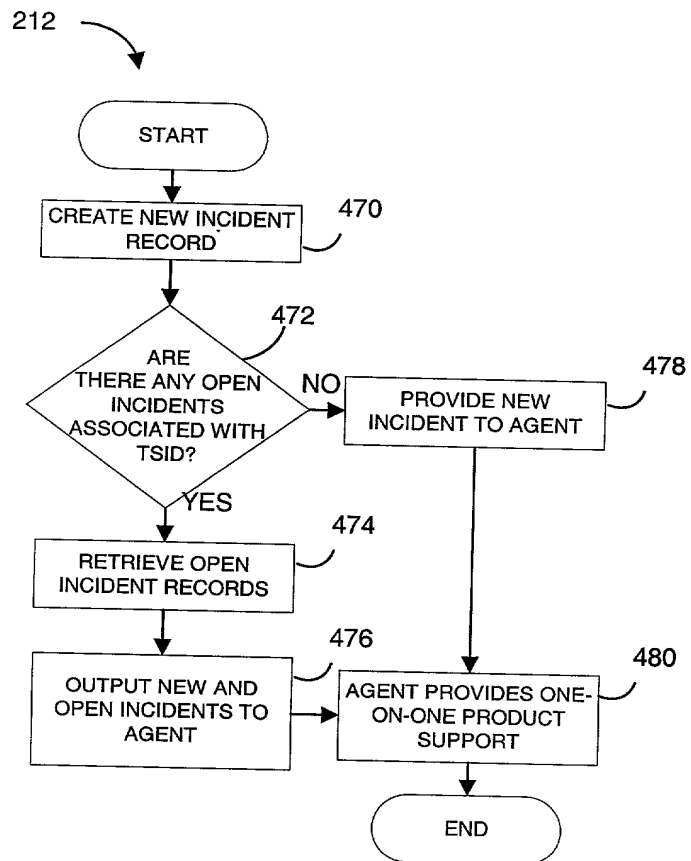 212
START
CREATE NEW INCIDENT
RECORD
470
472
ARE
THERE ANY OPEN
INCIDENTS
ASSOCIATED WITH
TSID?
NO
PROVIDE NEW
INCIDENT TO AGENT
478
YES
RETRIEVE OPEN
INCIDENT RECORDS
474
OUTPUT NEW AND
OPEN INCIDENTS TO
AGENT
476
AGENT PROVIDES ONE-
ON-ONE PRODUCT
SUPPORT
480
END